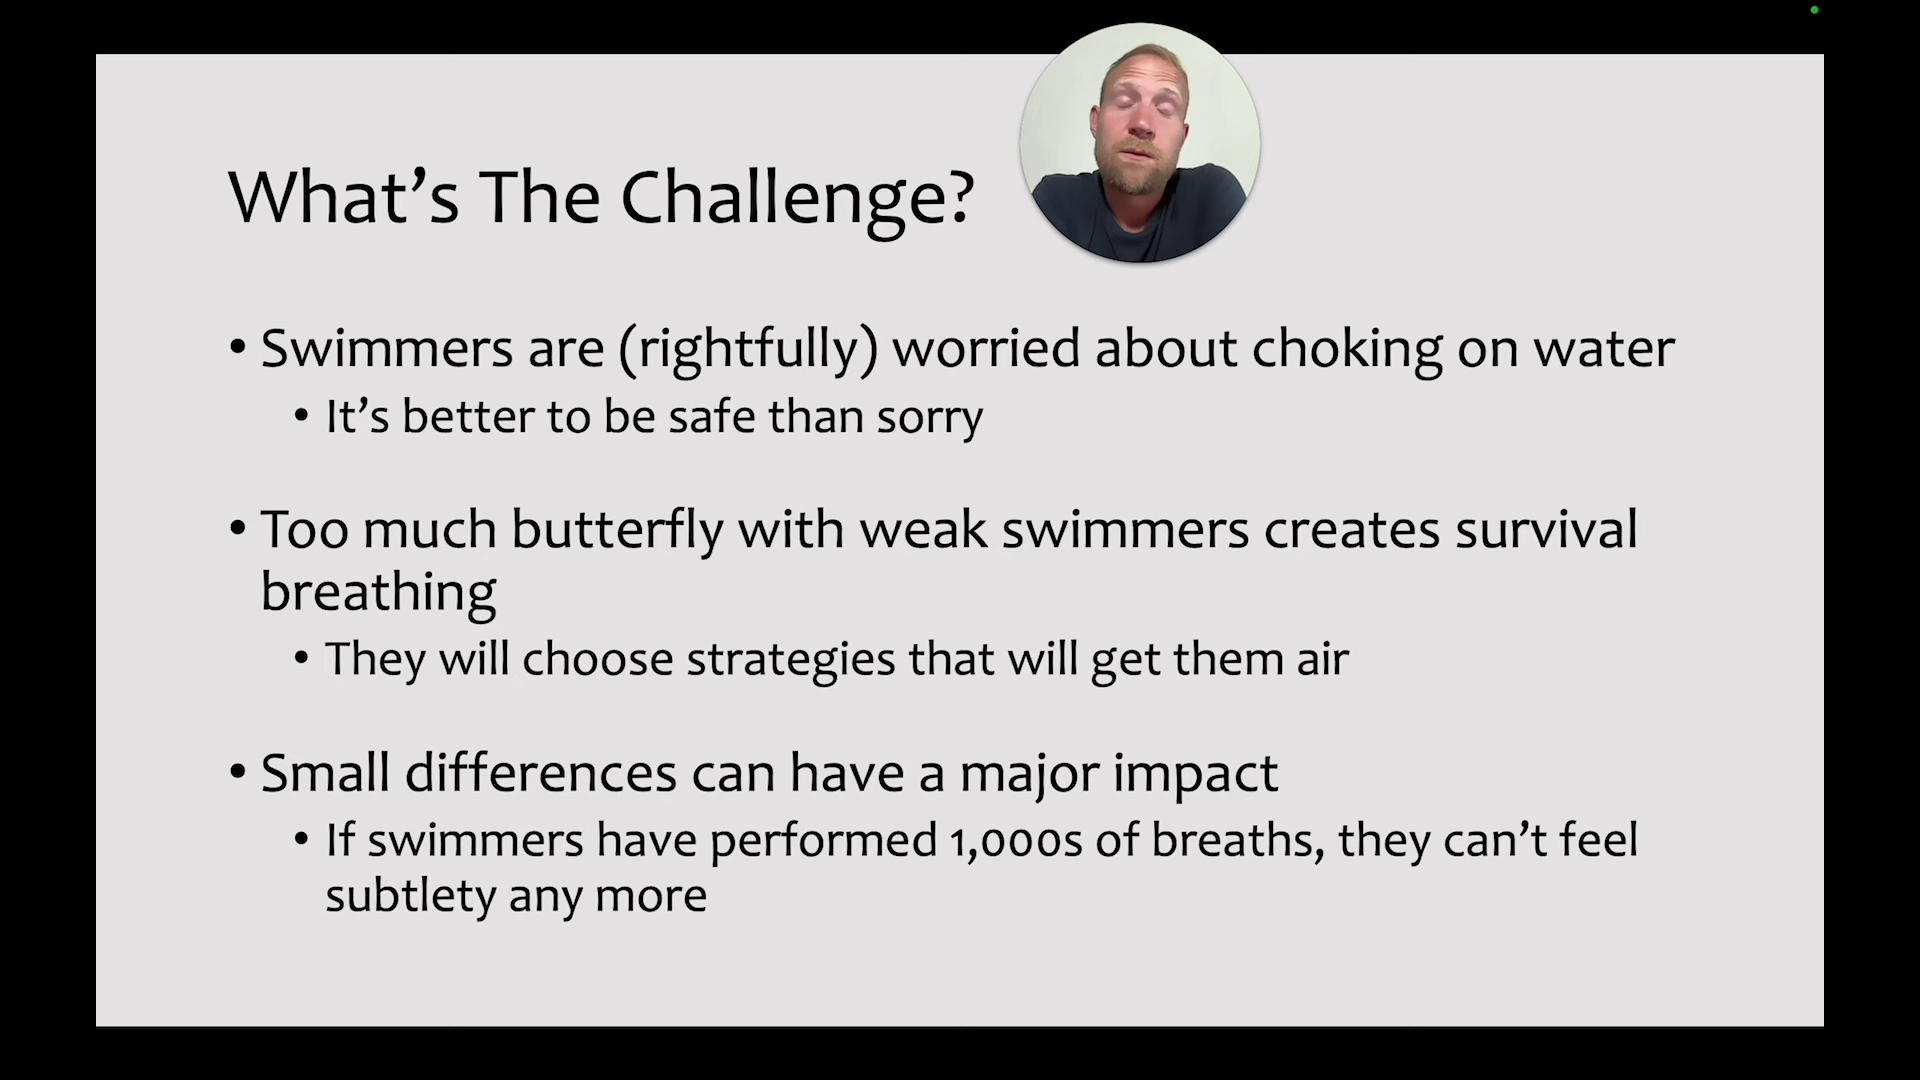 What’s The Challenge?
• Swimmers are (rightfully) worried about choking on water
• It’s better to be safe than sorry
• Too much butterfly with weak swimmers creates survival
breathing
• They will choose strategies that will get them air
• Small differences can have a major impact
• If swimmers have performed 1,000s of breaths, they can’t feel
subtlety any more